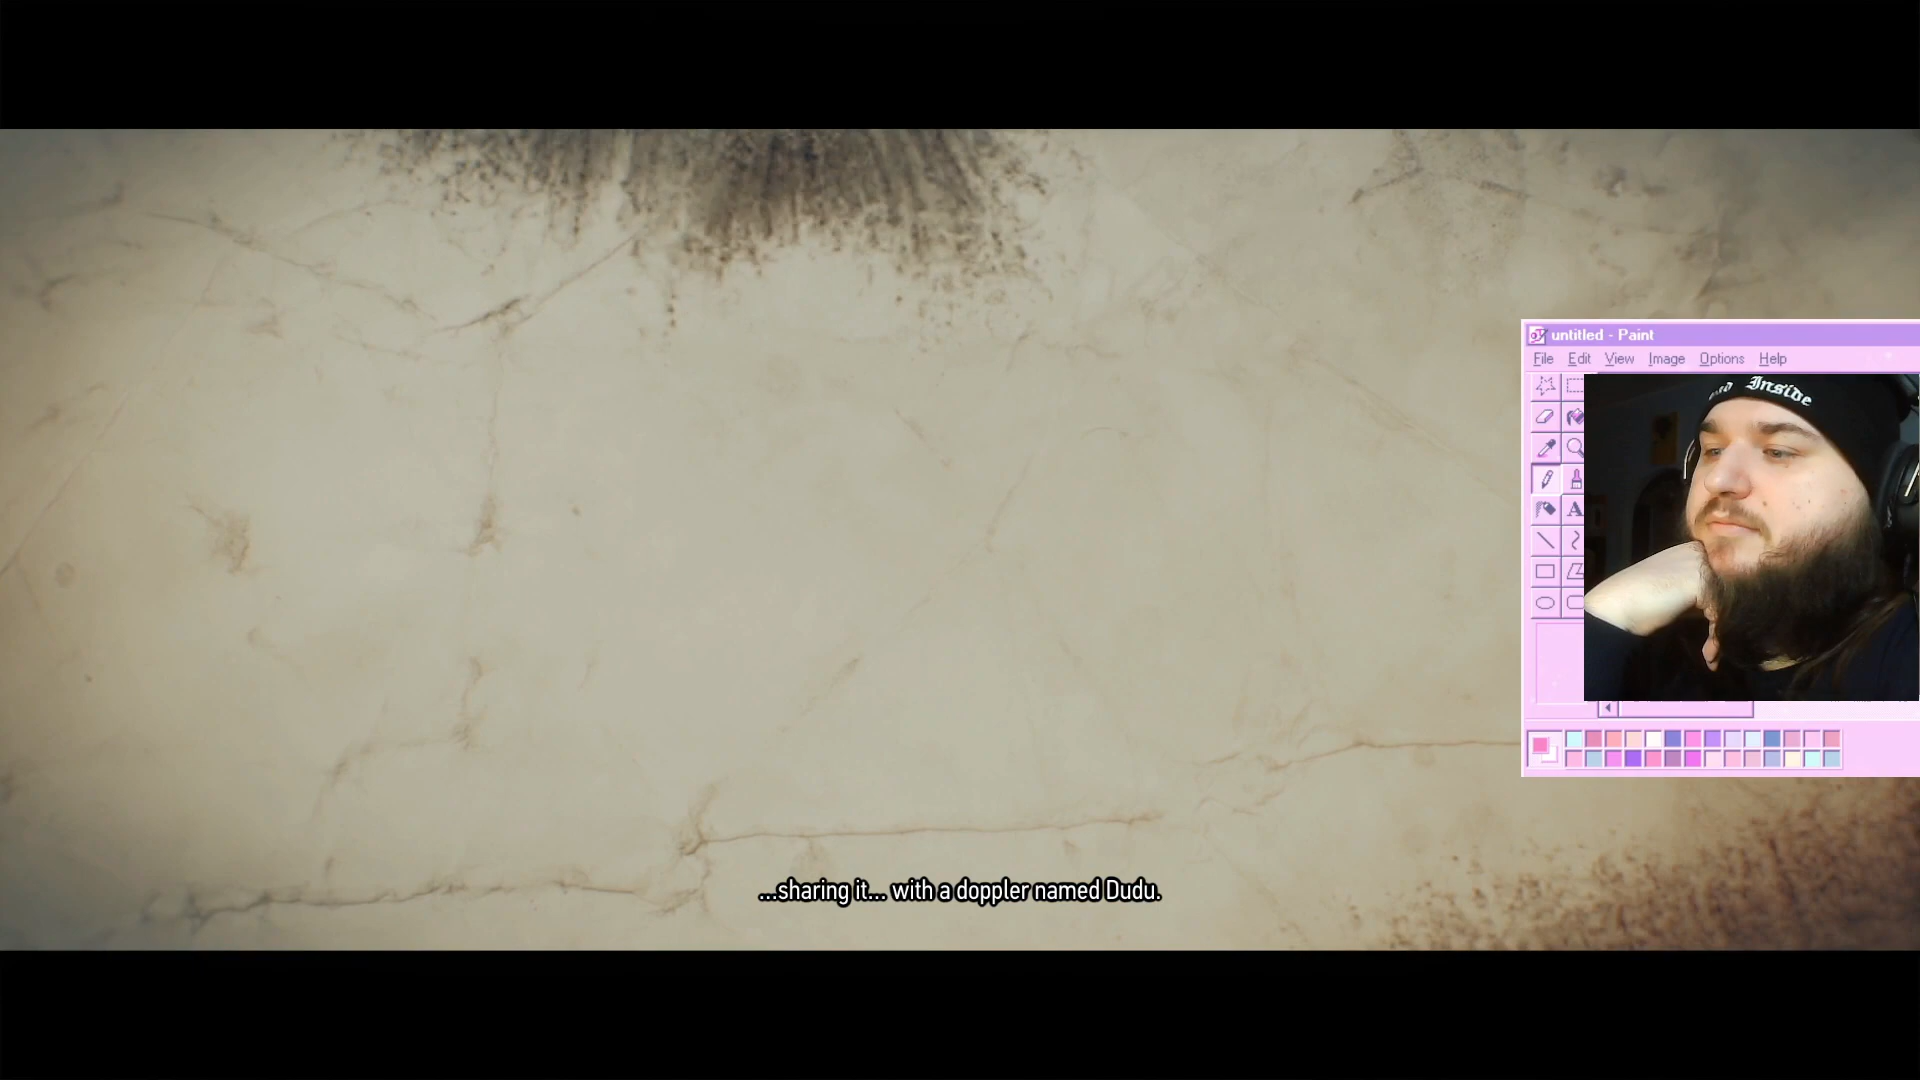 untitled - Paint
File Edit View Image Options Help
Inside
A
...sharing it... with a doppler named Dudu.